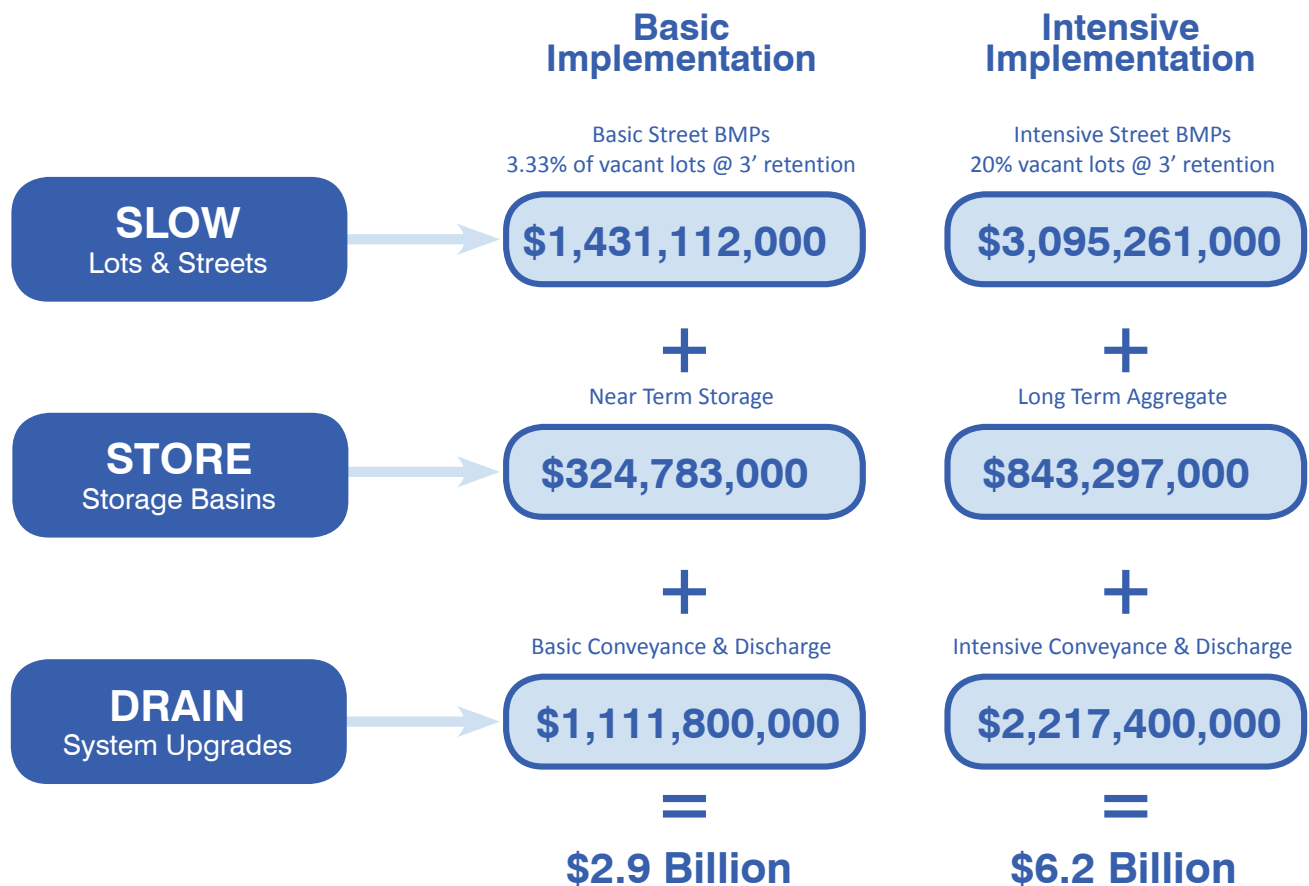 Basic
Implementation
Intensive
Implementation
Basic Street BMPs
3.33% of vacant lots @ 3’ retention
Intensive Street BMPs
20% vacant lots @ 3’ retention
SLOW
Lots & Streets
$1,431,112,000
$3,095,261,000
+
+
Near Term Storage
Long Term Aggregate
STORE
Storage Basins
$324,783,000
$843,297,000
+
+
Basic Conveyance & Discharge
Intensive Conveyance & Discharge
DRAIN
System Upgrades
$1,111,800,000
$2,217,400,000
=
=
$2.9 Billion
$6.2 Billion